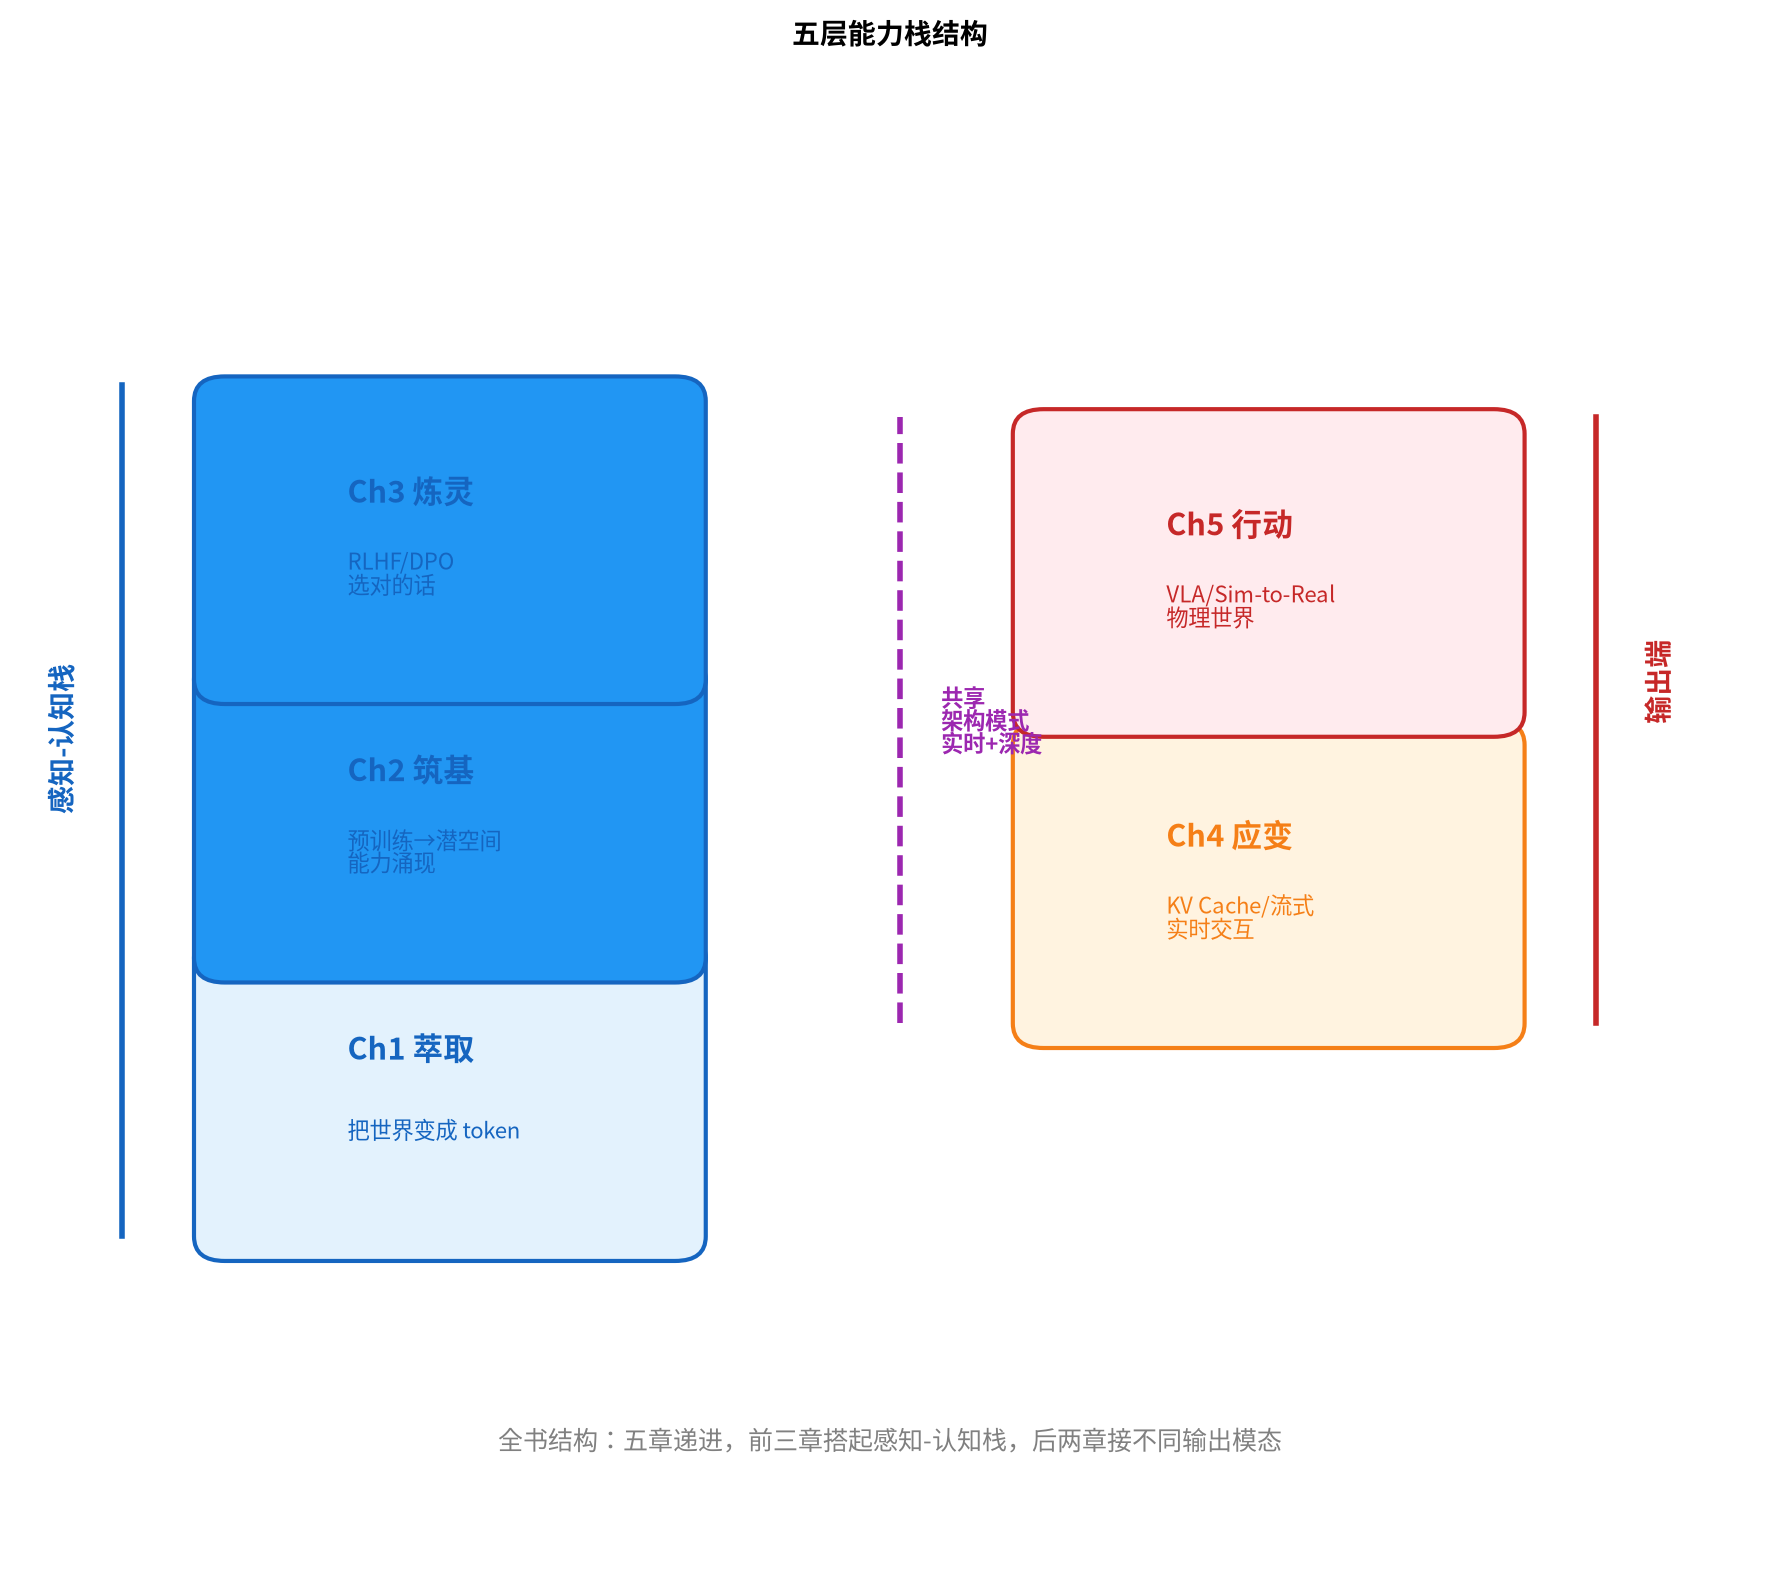 五层能力栈结构
感知-认知栈
Ch3 炼灵
RLHF/DPO
选对的话
Ch2 筑基
预训练→潜空间
能力涌现
Ch1 萃取
把世界变成 token
共享
架构模式
实时+深度
Ch5 行动
VLA/Sim-to-Real
物理世界
Ch4 应变
KV Cache/流式
实时交互
输出端
全书结构：五章递进，前三章搭起感知-认知栈，后两章接不同输出模态